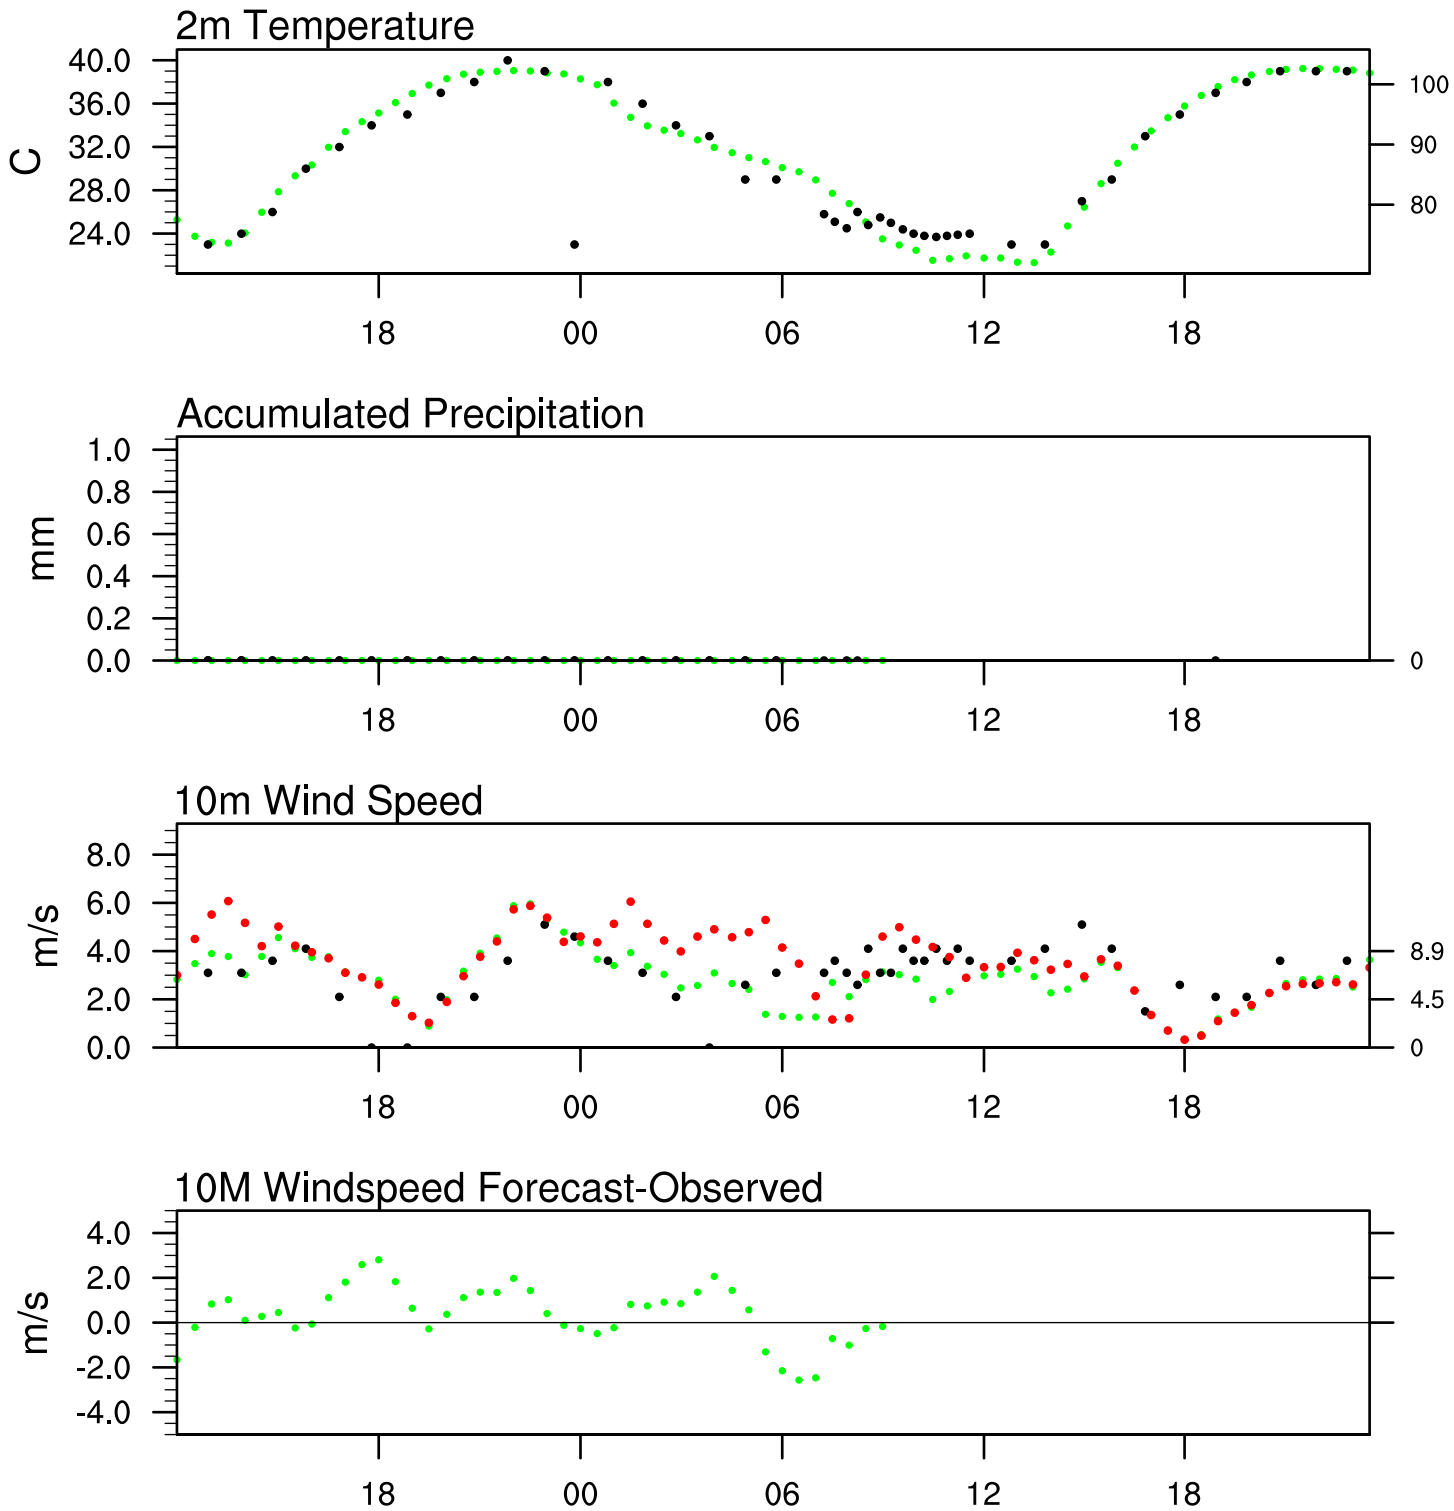 2m Temperature
40.0
36.0
32.0
28.0
24.0
C
100
90
80
18 00 06 12 18
Accumulated Precipitation
1.0
0.8
0.6
0.4
0.2
0.0
mm
0
18 00 06 12 18
10m Wind Speed
8.0
6.0
4.0
2.0
0.0
m/s
8.9
4.5
0
18 00 06 12 18
10M Windspeed Forecast-Observed
4.0
2.0
0.0
-2.0
-4.0
m/s
18 00 06 12 18